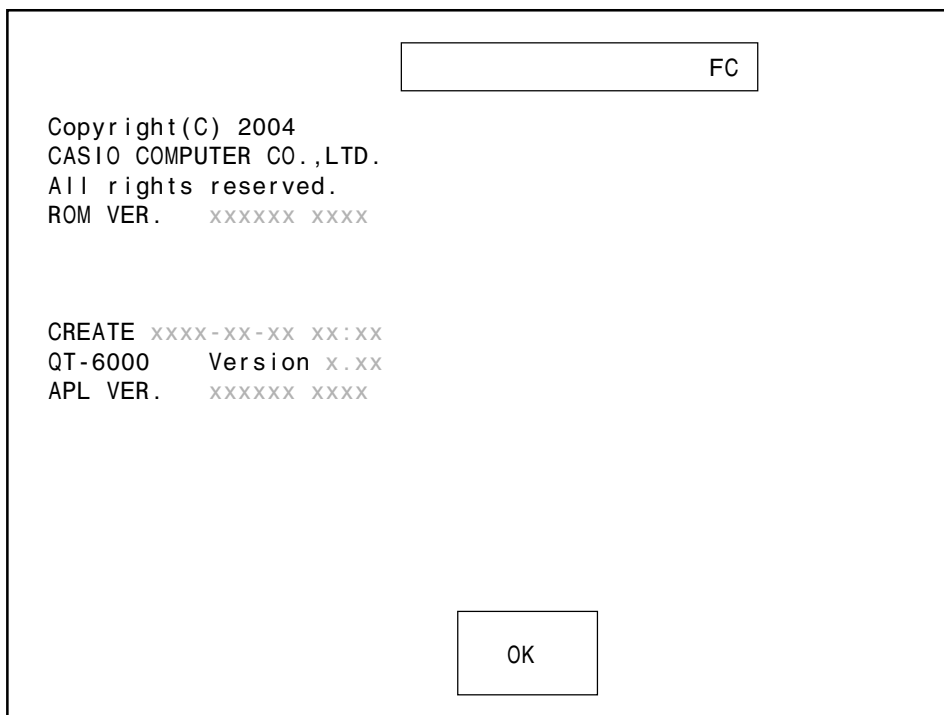 FC
Copyright(C) 2004
CASIO COMPUTER CO.,LTD.
All rights reserved.
ROM VER. xxxxxx xxxx
CREATE xxxx-xx-xx xx:xx
QT-6000 Version x.xx
APL VER. xxxxxx xxxx
OK